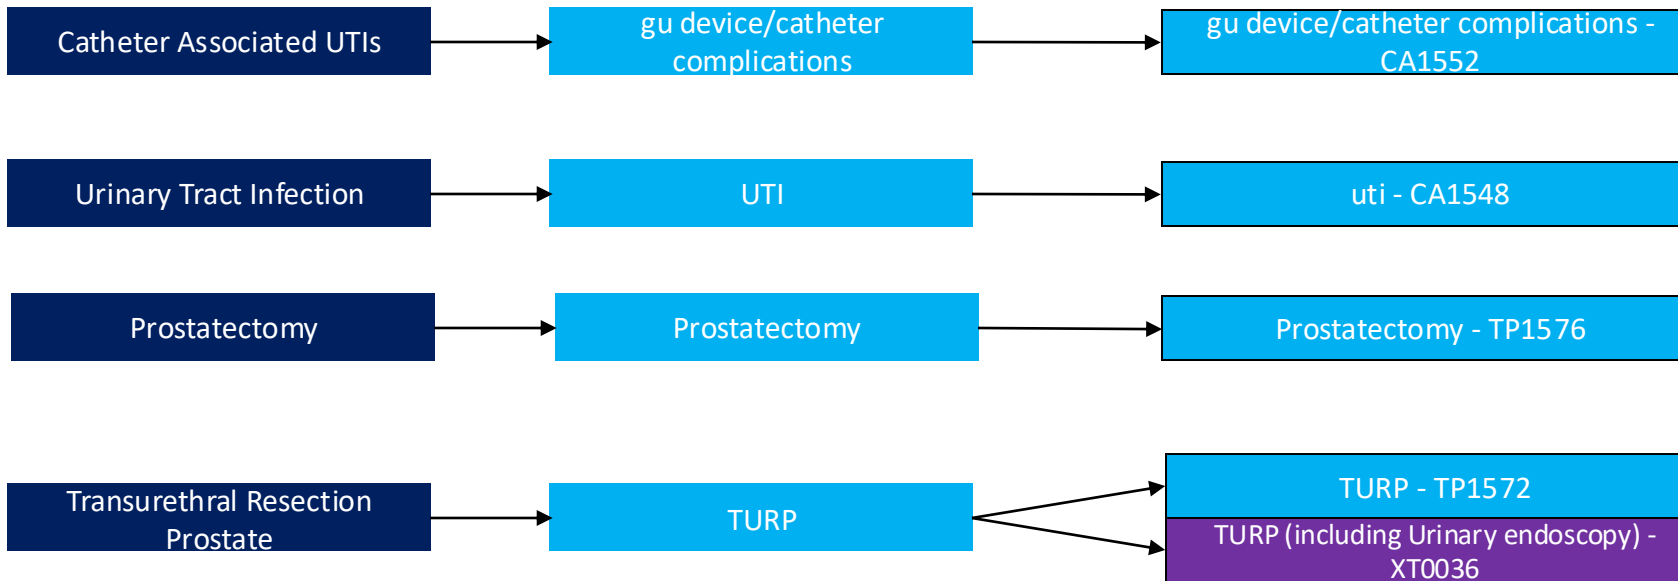 Catheter Associated UTIs
gu device/catheter
complications
gu device/catheter complications -
CA1552
Urinary Tract Infection
UTI
uti - CA1548
Prostatectomy
Prostatectomy
Prostatectomy - TP1576
Transurethral Resection
Prostate
TURP
TURP - TP1572
TURP (including Urinary endoscopy) -
XT0036